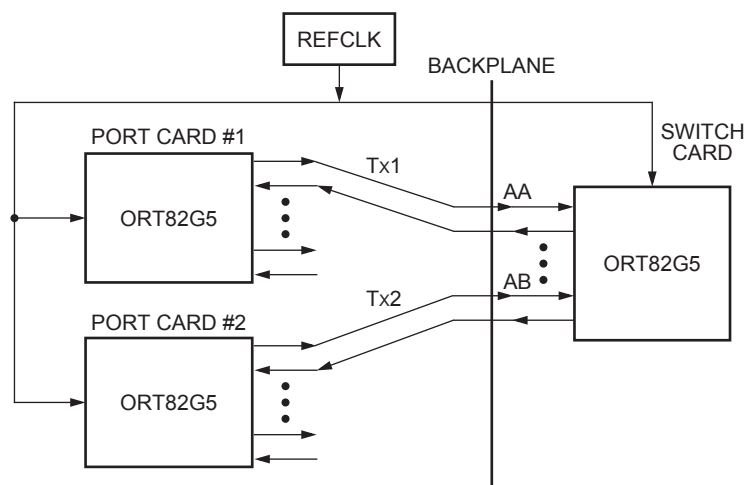 REFCLK
BACKPLANE
PORT CARD #1
SWITCH
CARD
Tx1
AA
ORT82G5
ORT82G5
AB
Tx2
PORT CARD #2
ORT82G5